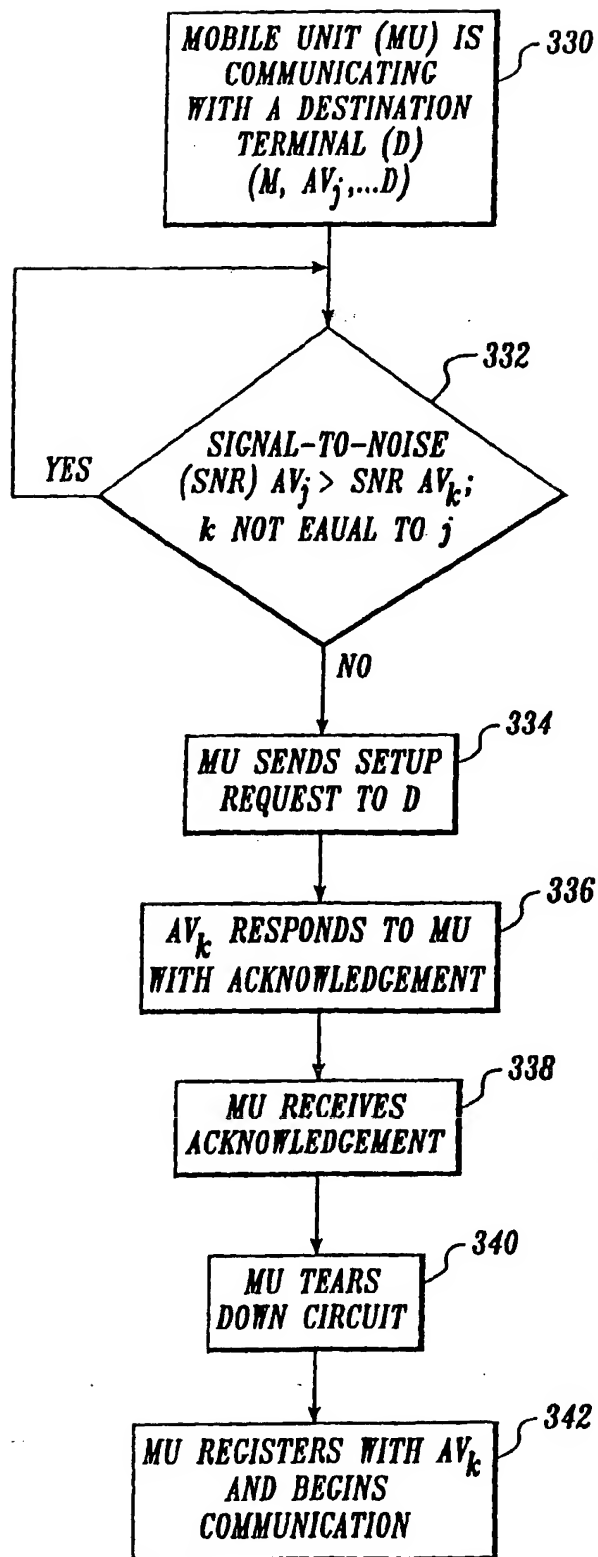 MOBILE UNIT (MU) IS
COMMUNICATING
WITH A DESTINATION
TERMINAL (D)
(M, AVj,...D)
330
332
SIGNAL-TO-NOISE
(SNR) AVj > SNR AVk;
k NOT EAUAL TO j
YES
NO
334
MU SENDS SETUP
REQUEST TO D
336
AVk RESPONDS TO MU
WITH ACKNOWLEDGEMENT
338
MU RECEIVES
ACKNOWLEDGEMENT
340
MU TEARS
DOWN CIRCUIT
342
MU REGISTERS WITH AVk
AND BEGINS
COMMUNICATION